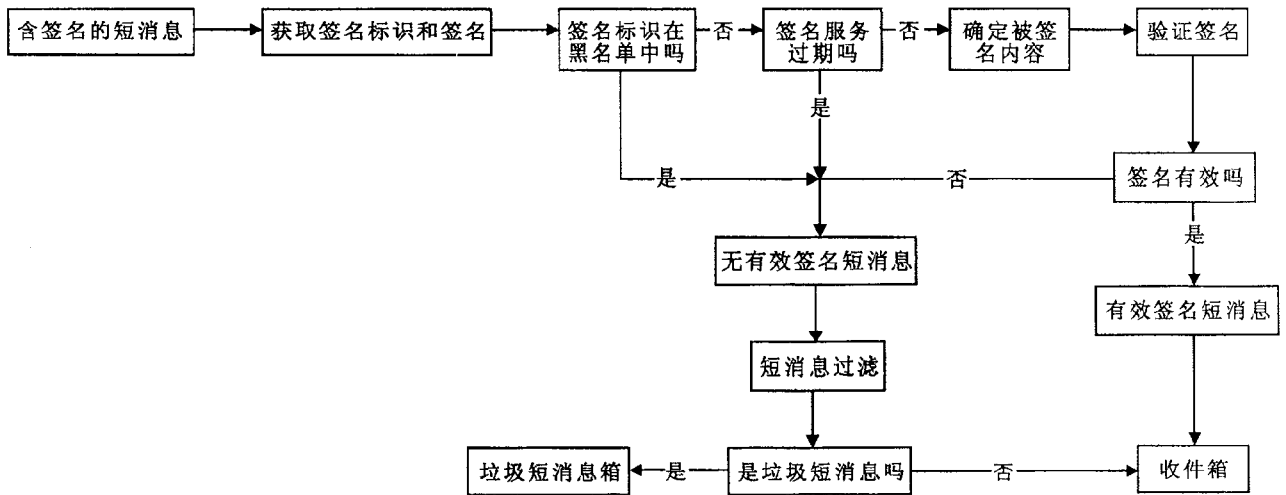 含签名的短消息
获取签名标识和签名
签名标识在
黑名单中吗
否
签名服务
过期吗
否
确定被签
名内容
验证签名
是
是
否
签名有效吗
是
无有效签名短消息
有效签名短消息
短消息过滤
垃圾短消息箱
是
是垃圾短消息吗
否
收件箱